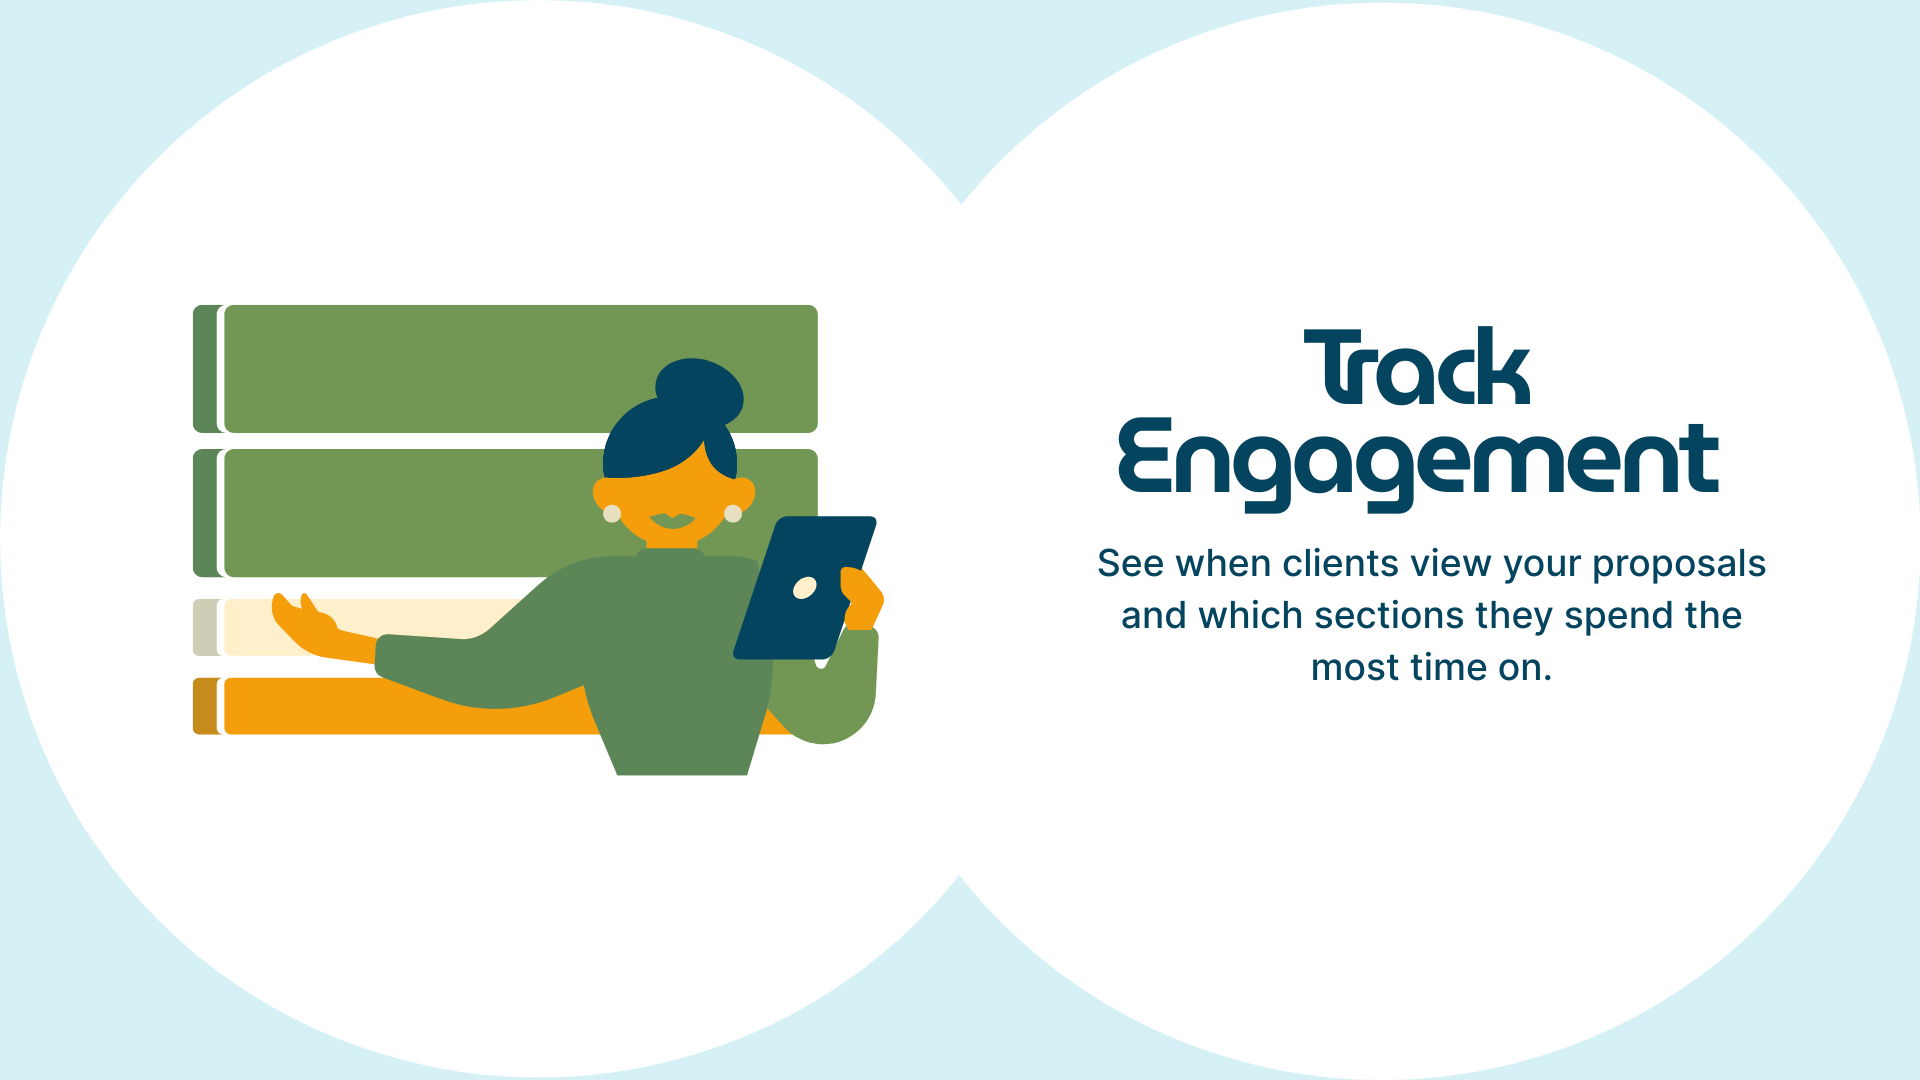 Track
Engagement
See when clients view your proposals
and which sections they spend the
most time on.